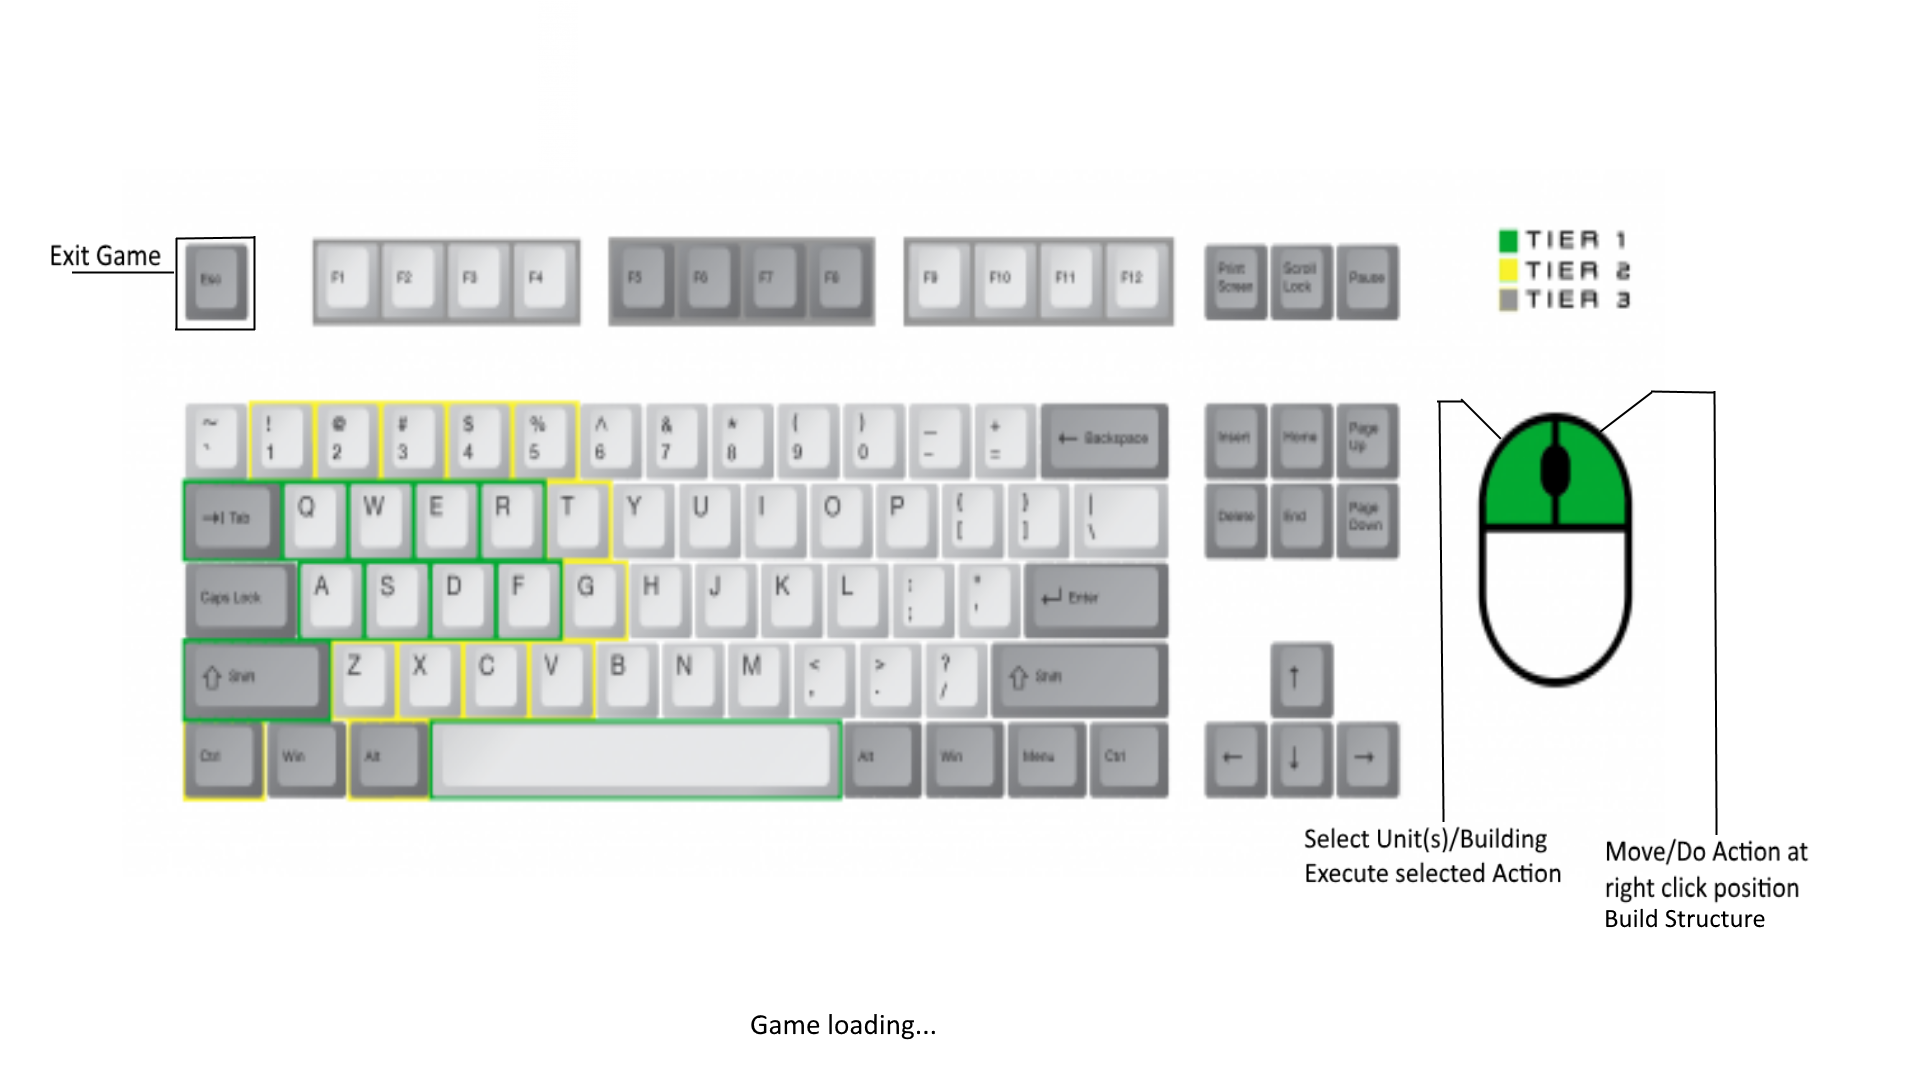 Exit Game
Esc
F1 F2 F3 F4 F5 F6 F7 F8 F9 F10 F11 F12
Print Screen
Scroll Lock
Pause
TIER 1
TIER 2
TIER 3
~ `
! 1
@ 2
# 3
$ 4
% 5
^ 6
& 7
* 8
( 9
) 0
_ -
+ =
← Backspace
Insert
Home
Page Up
→| Tab
Q W E R T Y U I O P
{ [
} ]
| \
Delete
End
Page Down
Caps Lock
A S D F G H J K L
: ;
" '
↵ Enter
⇧ Shift
Z X C V B N M
< ,
> .
? /
⇧ Shift
↑
Ctrl
Win
Alt
Alt
Win
Menu
Ctrl
← ↓ →
Select Unit(s)/Building
Execute selected Action
Move/Do Action at
right click position
Build Structure
Game loading...